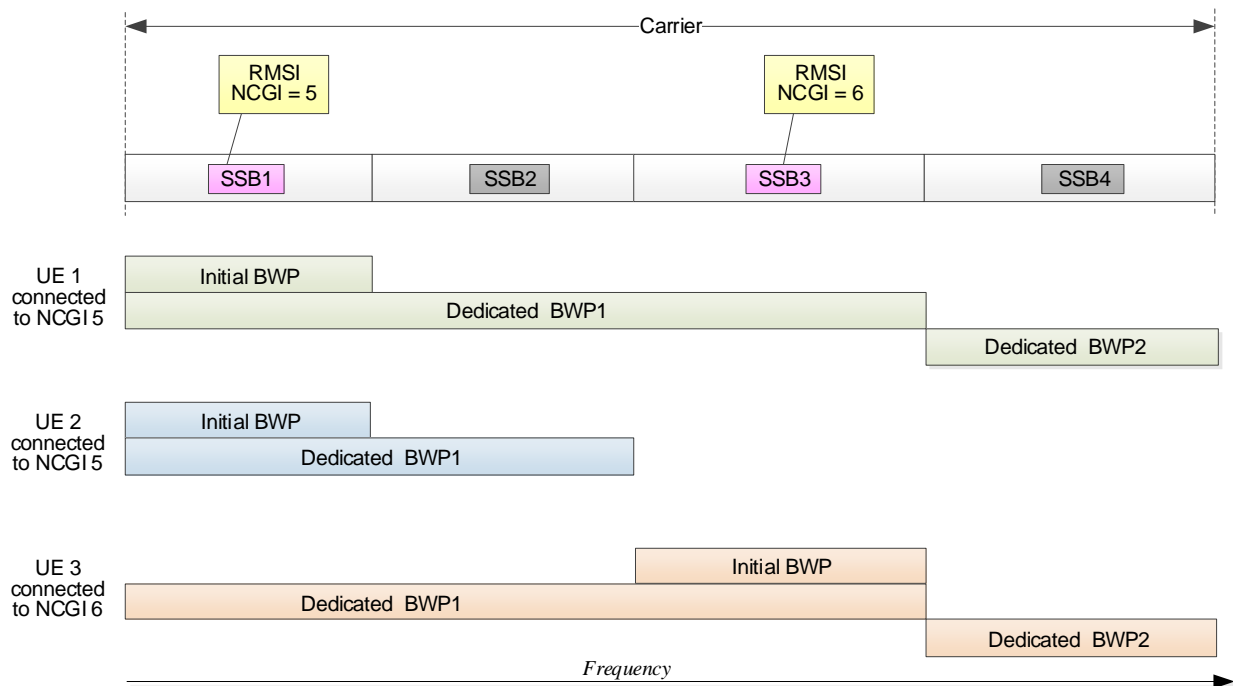 Carrier
RMSI
NCGI = 5
RMSI
NCGI = 6
SSB1
SSB2
SSB3
SSB4
UE 1
connected
to NCGI 5
Initial BWP
Dedicated BWP1
Dedicated BWP2
UE 2
connected
to NCGI 5
Initial BWP
Dedicated BWP1
UE 3
connected
to NCGI 6
Initial BWP
Dedicated BWP1
Dedicated BWP2
Frequency